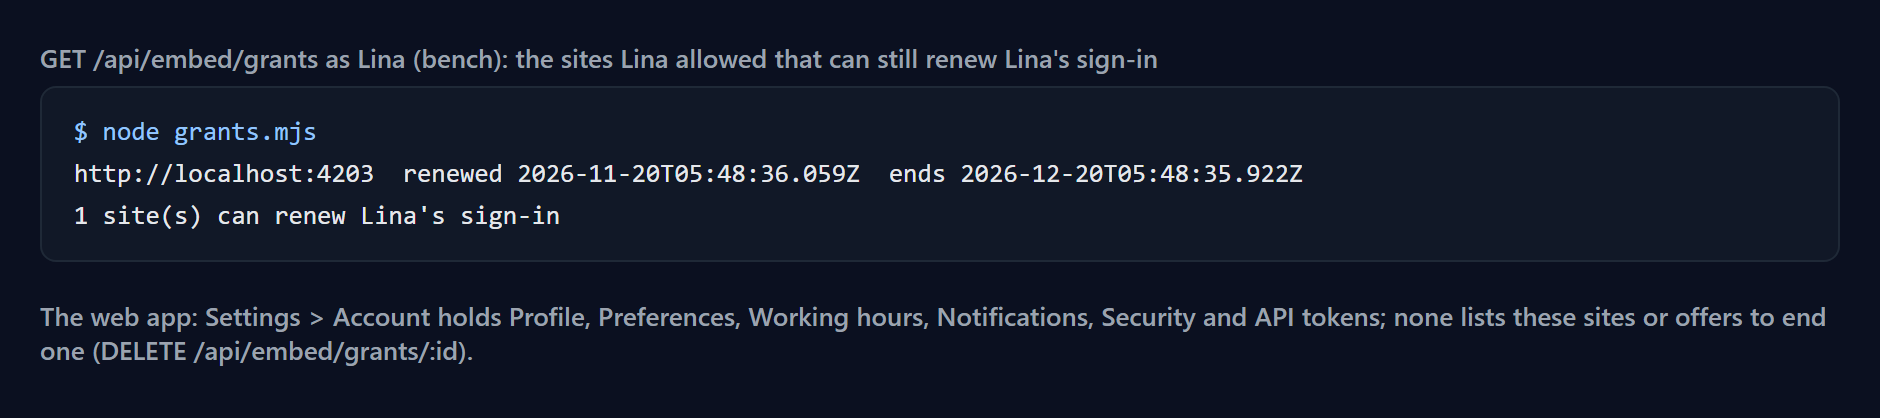 GET /api/embed/grants as Lina (bench): the sites Lina allowed that can still renew Lina's sign-in
$ node grants.mjs
http://localhost:4203  renewed 2026-11-20T05:48:36.059Z  ends 2026-12-20T05:48:35.922Z
1 site(s) can renew Lina's sign-in
The web app: Settings > Account holds Profile, Preferences, Working hours, Notifications, Security and API tokens; none lists these sites or offers to end
one (DELETE /api/embed/grants/:id).